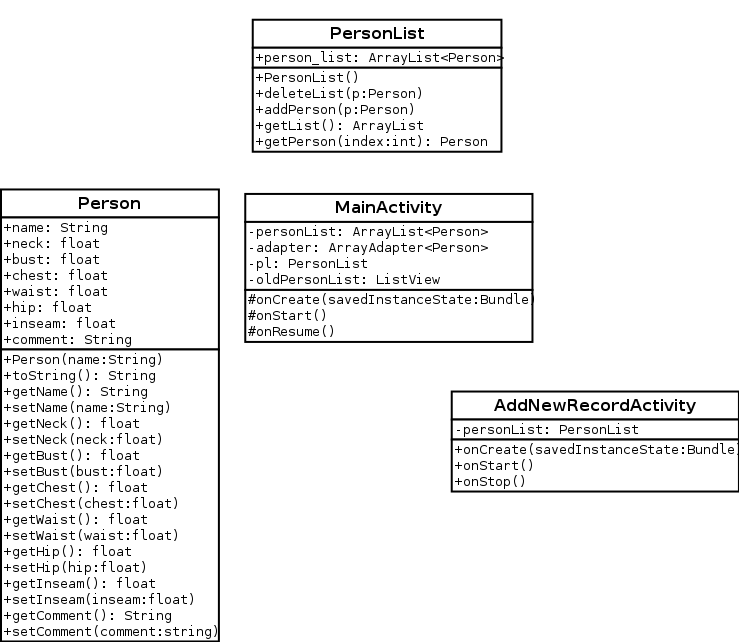 PersonList
+person_list: ArrayList<Person>
+PersonList()
+deleteList(p:Person)
+addPerson(p:Person)
+getList(): ArrayList
+getPerson(index:int): Person
Person
+name: String
+neck: float
+bust: float
+chest: float
+waist: float
+hip: float
+inseam: float
+comment: String
+Person(name:String)
+toString(): String
+getName(): String
+setName(name:String)
+getNeck(): float
+setNeck(neck:float)
+getBust(): float
+setBust(bust:float)
+getChest(): float
+setChest(chest:float)
+getWaist(): float
+setWaist(waist:float)
+getHip(): float
+setHip(hip:float)
+getInseam(): float
+setInseam(inseam:float)
+getComment(): String
+setComment(comment:string)
MainActivity
-personList: ArrayList<Person>
-adapter: ArrayAdapter<Person>
-pl: PersonList
-oldPersonList: ListView
#onCreate(savedInstanceState:Bundle)
#onStart()
#onResume()
AddNewRecordActivity
-personList: PersonList
+onCreate(savedInstanceState:Bundle)
+onStart()
+onStop()